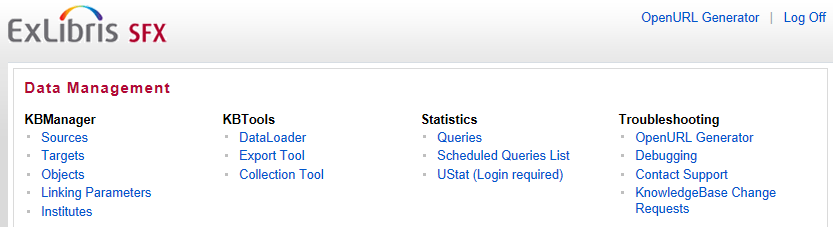 ExLibris SFX
OpenURL Generator | Log Off
Data Management
KBManager
Sources
Targets
Objects
Linking Parameters
Institutes
KBTools
DataLoader
Export Tool
Collection Tool
Statistics
Queries
Scheduled Queries List
UStat (Login required)
Troubleshooting
OpenURL Generator
Debugging
Contact Support
KnowledgeBase Change
Requests